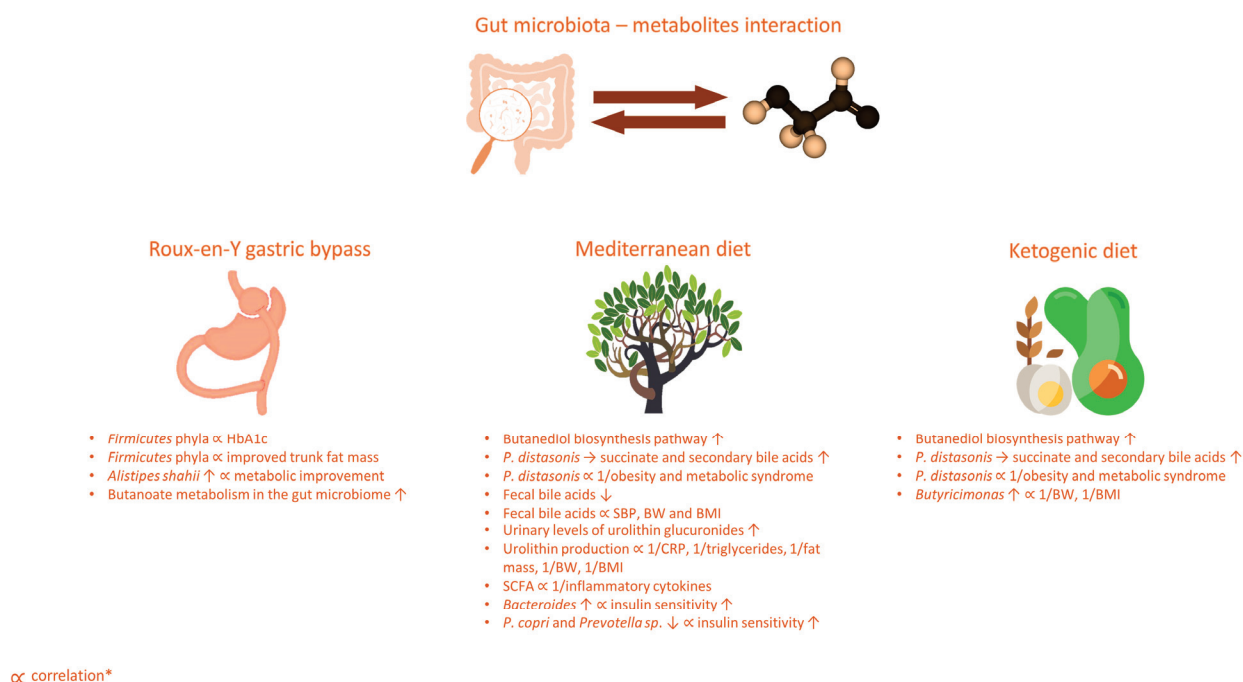 Gut microbiota – metabolites interaction
Roux-en-Y gastric bypass
• Firmicutes phyla ∝ HbA1c
• Firmicutes phyla ∝ improved trunk fat mass
• Alistipes shahii ↑ ∝ metabolic improvement
• Butanoate metabolism in the gut microbiome ↑
Mediterranean diet
• Butanediol biosynthesis pathway ↑
• P. distasonis → succinate and secondary bile acids ↑
• P. distasonis ∝ 1/obesity and metabolic syndrome
• Fecal bile acids ↓
• Fecal bile acids ∝ SBP, BW and BMI
• Urinary levels of urolithin glucuronides ↑
• Urolithin production ∝ 1/CRP, 1/triglycerides, 1/fat
mass, 1/BW, 1/BMI
• SCFA ∝ 1/inflammatory cytokines
• Bacteroides ↑ ∝ insulin sensitivity ↑
• P. copri and Prevotella sp. ↓ ∝ insulin sensitivity ↑
Ketogenic diet
• Butanediol biosynthesis pathway ↑
• P. distasonis → succinate and secondary bile acids ↑
• P. distasonis ∝ 1/obesity and metabolic syndrome
• Butyricimonas ↑ ∝ 1/BW, 1/BMI
∝ correlation*